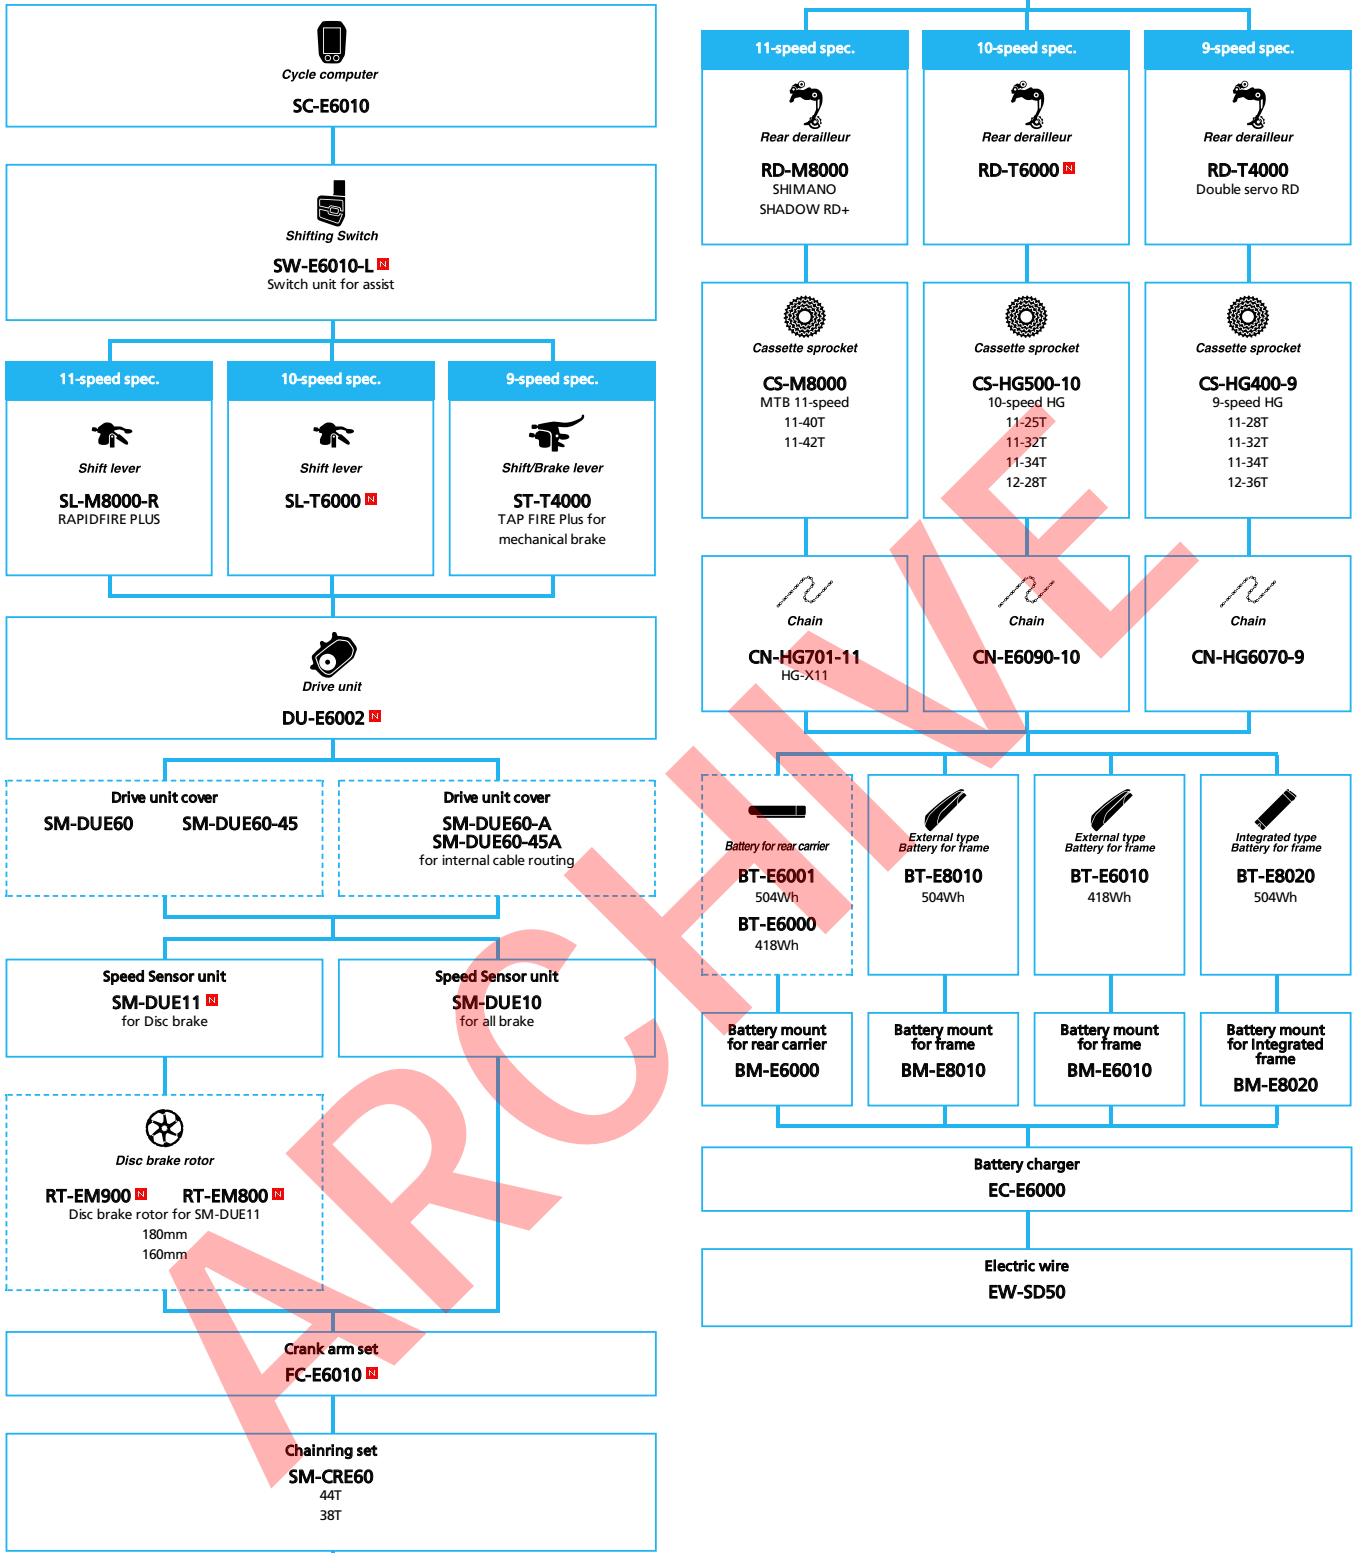 Cycle computer
SC-E6010
Shifting Switch
SW-E6010-L N
Switch unit for assist
11-speed spec.
Shift lever
SL-M8000-R
RAPIDFIRE PLUS
10-speed spec.
Shift lever
SL-T6000 N
9-speed spec.
Shift/Brake lever
ST-T4000
TAP FIRE Plus for
mechanical brake
Drive unit
DU-E6002 N
Drive unit cover
SM-DUE60 SM-DUE60-45
Drive unit cover
SM-DUE60-A
SM-DUE60-45A
for internal cable routing
Speed Sensor unit
SM-DUE11 N
for Disc brake
Speed Sensor unit
SM-DUE10
for all brake
Disc brake rotor
RT-EM900 N RT-EM800 N
Disc brake rotor for SM-DUE11
180mm
160mm
Crank arm set
FC-E6010 N
Chainring set
SM-CRE60
44T
38T
11-speed spec.
Rear derailleur
RD-M8000
SHIMANO
SHADOW RD+
10-speed spec.
Rear derailleur
RD-T6000 N
9-speed spec.
Rear derailleur
RD-T4000
Double servo RD
Cassette sprocket
CS-M8000
MTB 11-speed
11-40T
11-42T
Cassette sprocket
CS-HG500-10
10-speed HG
11-25T
11-32T
11-34T
12-28T
Cassette sprocket
CS-HG400-9
9-speed HG
11-28T
11-32T
11-34T
12-36T
Chain
CN-HG701-11
HG-X11
Chain
CN-E6090-10
Chain
CN-HG6070-9
Battery for rear carrier
BT-E6001
504Wh
BT-E6000
418Wh
External type
Battery for frame
BT-E8010
504Wh
External type
Battery for frame
BT-E6010
418Wh
Integrated type
Battery for frame
BT-E8020
504Wh
Battery mount
for rear carrier
BM-E6000
Battery mount
for frame
BM-E8010
Battery mount
for frame
BM-E6010
Battery mount
for Integrated
frame
BM-E8020
Battery charger
EC-E6000
Electric wire
EW-SD50
ARCHIVE